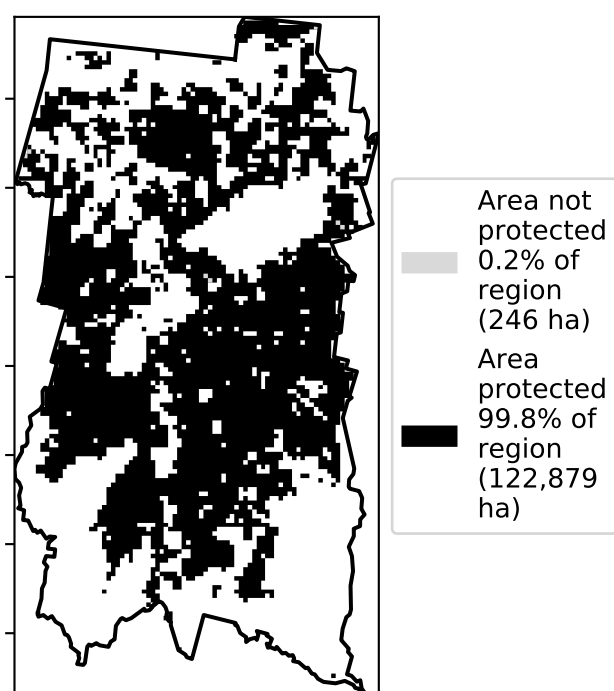 Area not
protected
0.2% of
region
(246 ha)
Area
protected
99.8% of
region
(122,879
ha)